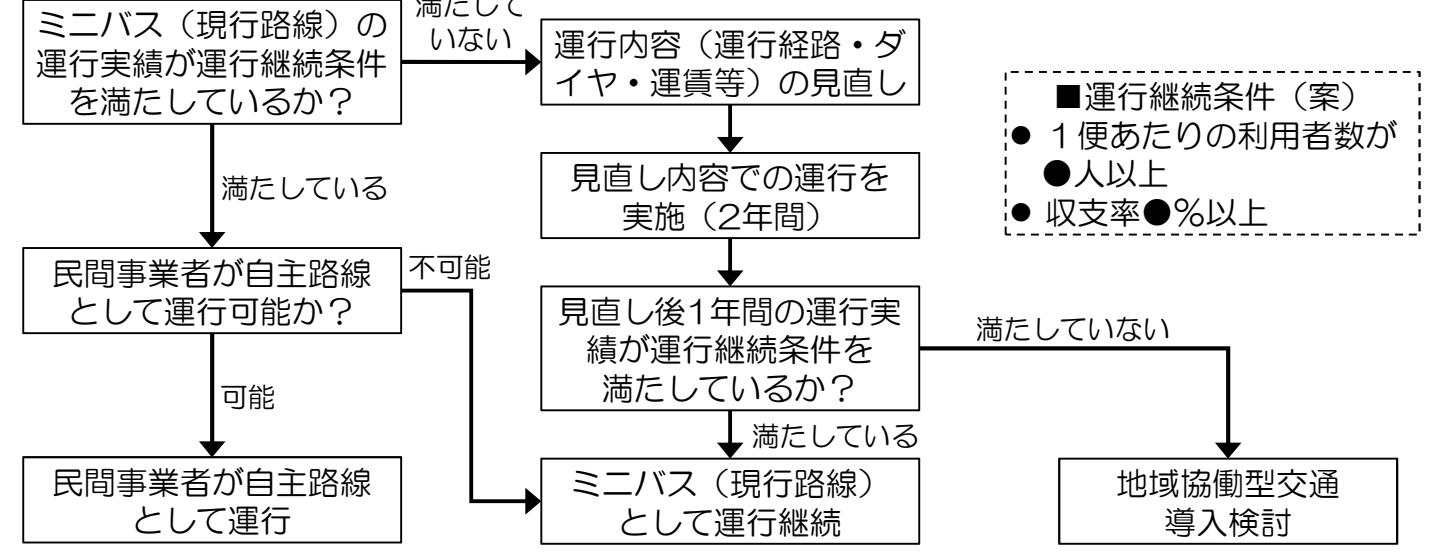 ミニバス（現行路線）の
運行実績が運行継続条件
を満たしているか？
満たして
いない
運行内容（運行経路・ダ
イヤ・運賃等）の見直し
■運行継続条件（案）
● １便あたりの利用者数が
●人以上
● 収支率●％以上
満たしている
見直し内容での運行を
実施（2年間）
民間事業者が自主路線
として運行可能か？
不可能
見直し後1年間の運行実
績が運行継続条件を
満たしているか？
満たしていない
可能
満たしている
民間事業者が自主路線
として運行
ミニバス（現行路線）
として運行継続
地域協働型交通
導入検討